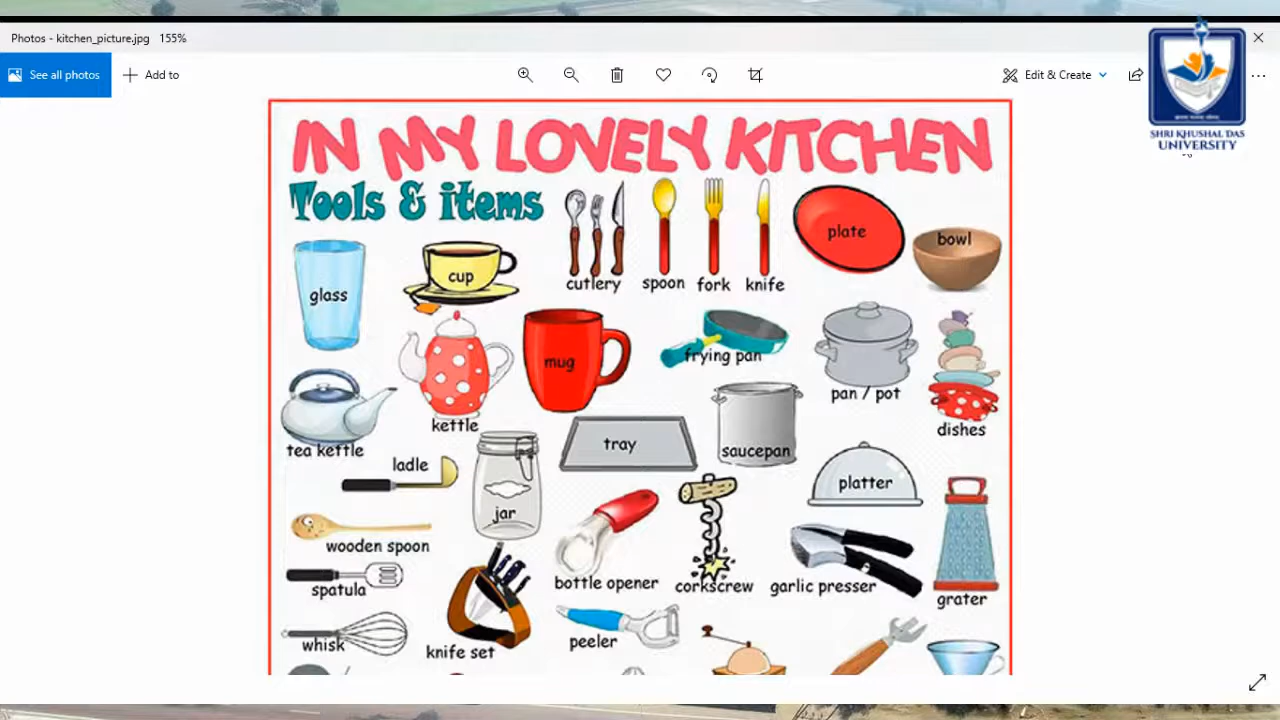 Photos - kitchen_picture.jpg 155%
See all photos
Add to
Edit & Create
SHRI KHUSHAL DAS
UNIVERSITY
IN MY LOVELY KITCHEN
Tools & items
glass
cup
cutlery
spoon
fork
knife
plate
bowl
tea kettle
kettle
mug
frying pan
pan / pot
dishes
ladle
jar
tray
saucepan
platter
wooden spoon
bottle opener
corkscrew
garlic presser
grater
spatula
whisk
knife set
peeler